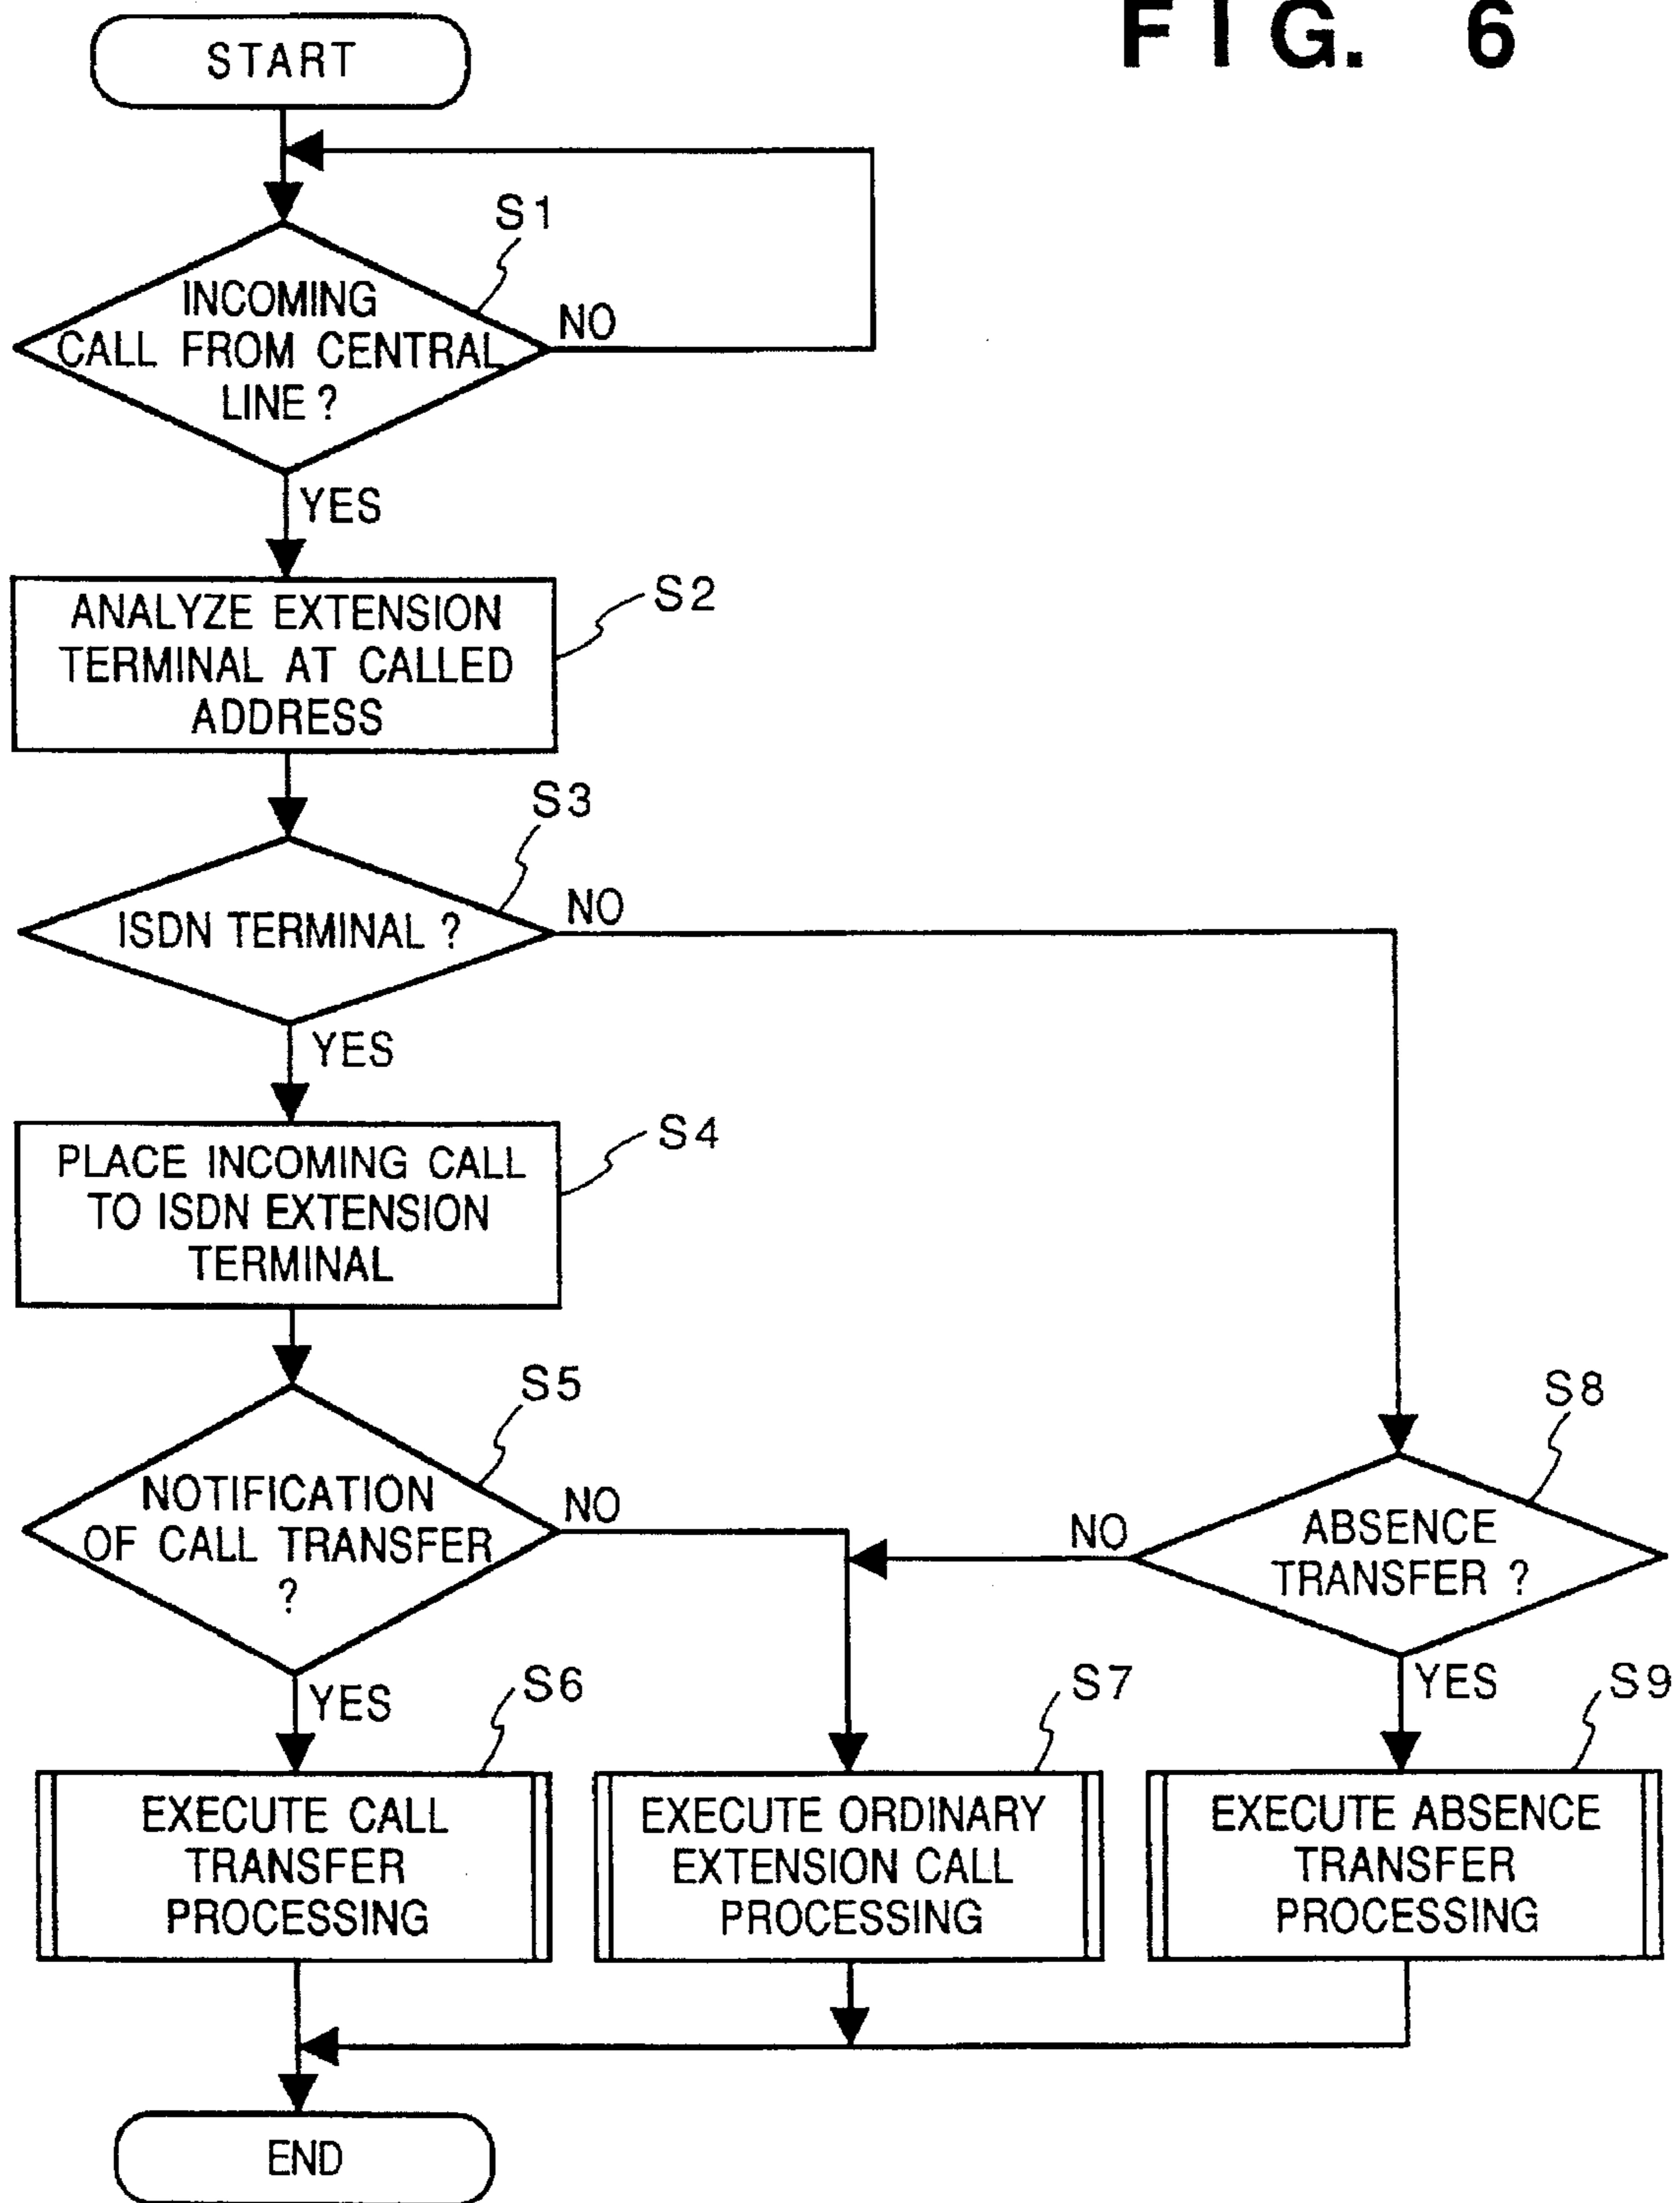 FIG. 6
START
S1
INCOMING
CALL FROM CENTRAL
LINE ?
NO
YES
S2
ANALYZE EXTENSION
TERMINAL AT CALLED
ADDRESS
S3
ISDN TERMINAL ?
NO
YES
S4
PLACE INCOMING CALL
TO ISDN EXTENSION
TERMINAL
S5
NOTIFICATION
OF CALL TRANSFER
?
NO
YES
S8
ABSENCE
TRANSFER ?
NO
YES
S6
EXECUTE CALL
TRANSFER
PROCESSING
S7
EXECUTE ORDINARY
EXTENSION CALL
PROCESSING
S9
EXECUTE ABSENCE
TRANSFER
PROCESSING
END